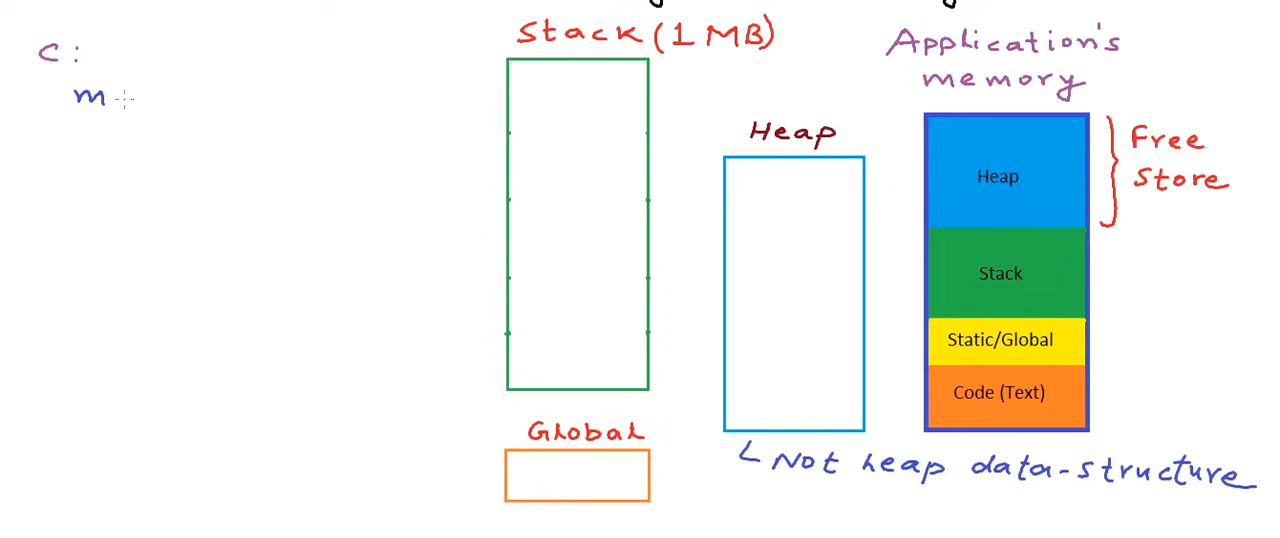 C:
m
Stack (1 MB)
Global
Heap
Not heap data-structure
Application's
memory
Heap
Stack
Static/Global
Code (Text)
Free
Store